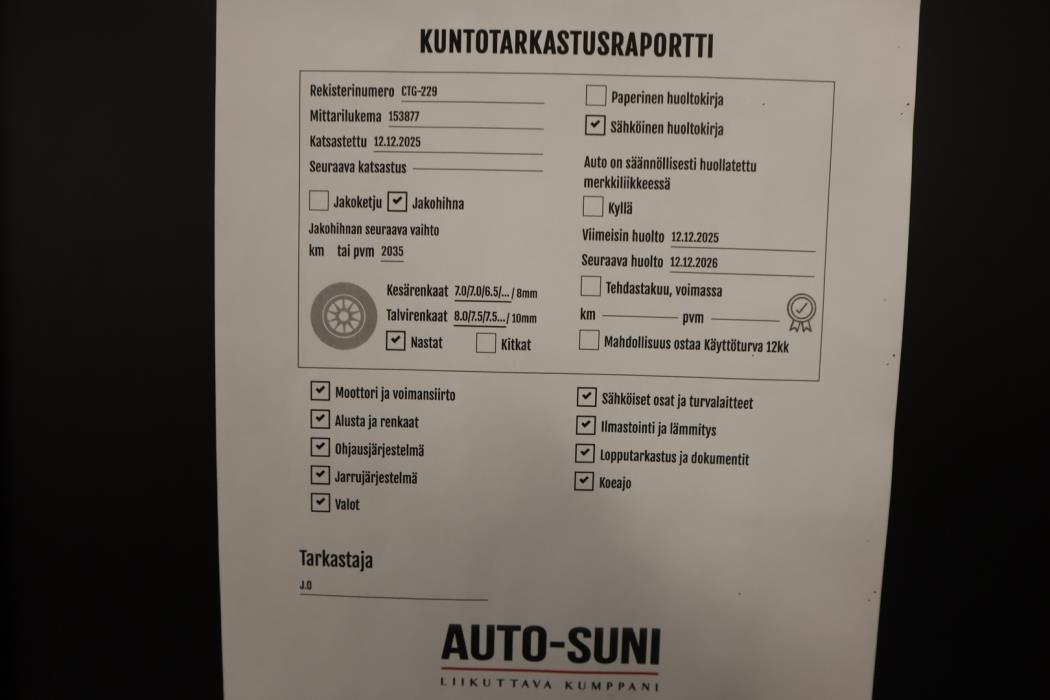 KUNTOTARKASTUSRAPORTTI
Rekisterinumero CTG-229
Mittarilukema 153877
Katsastettu 12.12.2025
Seuraava katsastus
Jakoketju Jakohihna
Jakohihnan seuraava vaihto
km tai pvm 2035
Kesärenkaat 7.0/7.0/6.5/... / 8mm
Talvirenkaat 8.0/7.5/7.5... / 10mm
Nastat Kitkat
Paperinen huoltokirja
Sähköinen huoltokirja
Auto on säännöllisesti huollatettu
merkkiliikkeessä
Kyllä
Viimeisin huolto 12.12.2025
Seuraava huolto 12.12.2026
Tehdastakuu, voimassa
km pvm
Mahdollisuus ostaa Käyttöturva 12kk
Moottori ja voimansiirto
Alusta ja renkaat
Ohjausjärjestelmä
Jarrujärjestelmä
Valot
Sähköiset osat ja turvalaitteet
Ilmastointi ja lämmitys
Lopputarkastus ja dokumentit
Koeajo
Tarkastaja
J.O
AUTO-SUNI
LIIKUTTAVA KUMPPANI